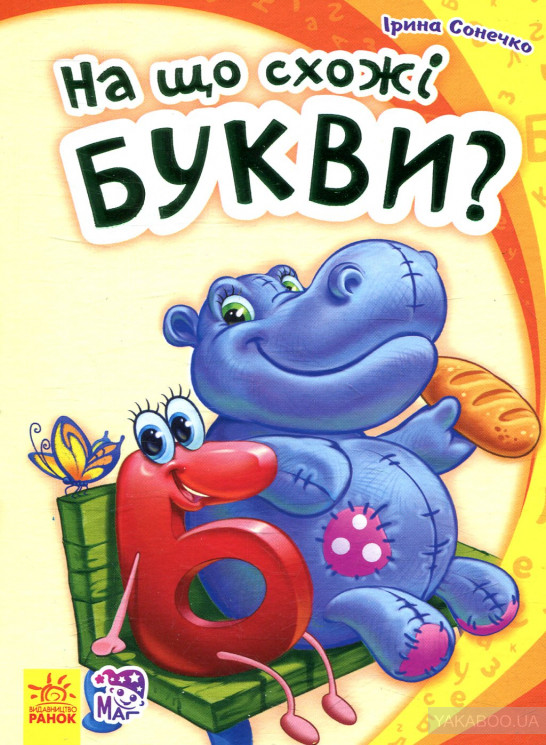 Ірина Сонечко
На що схожі
БУКВИ?
Б
ВИДАВНИЦТВО
РАНОК
МАГ
YAKABOO.UA